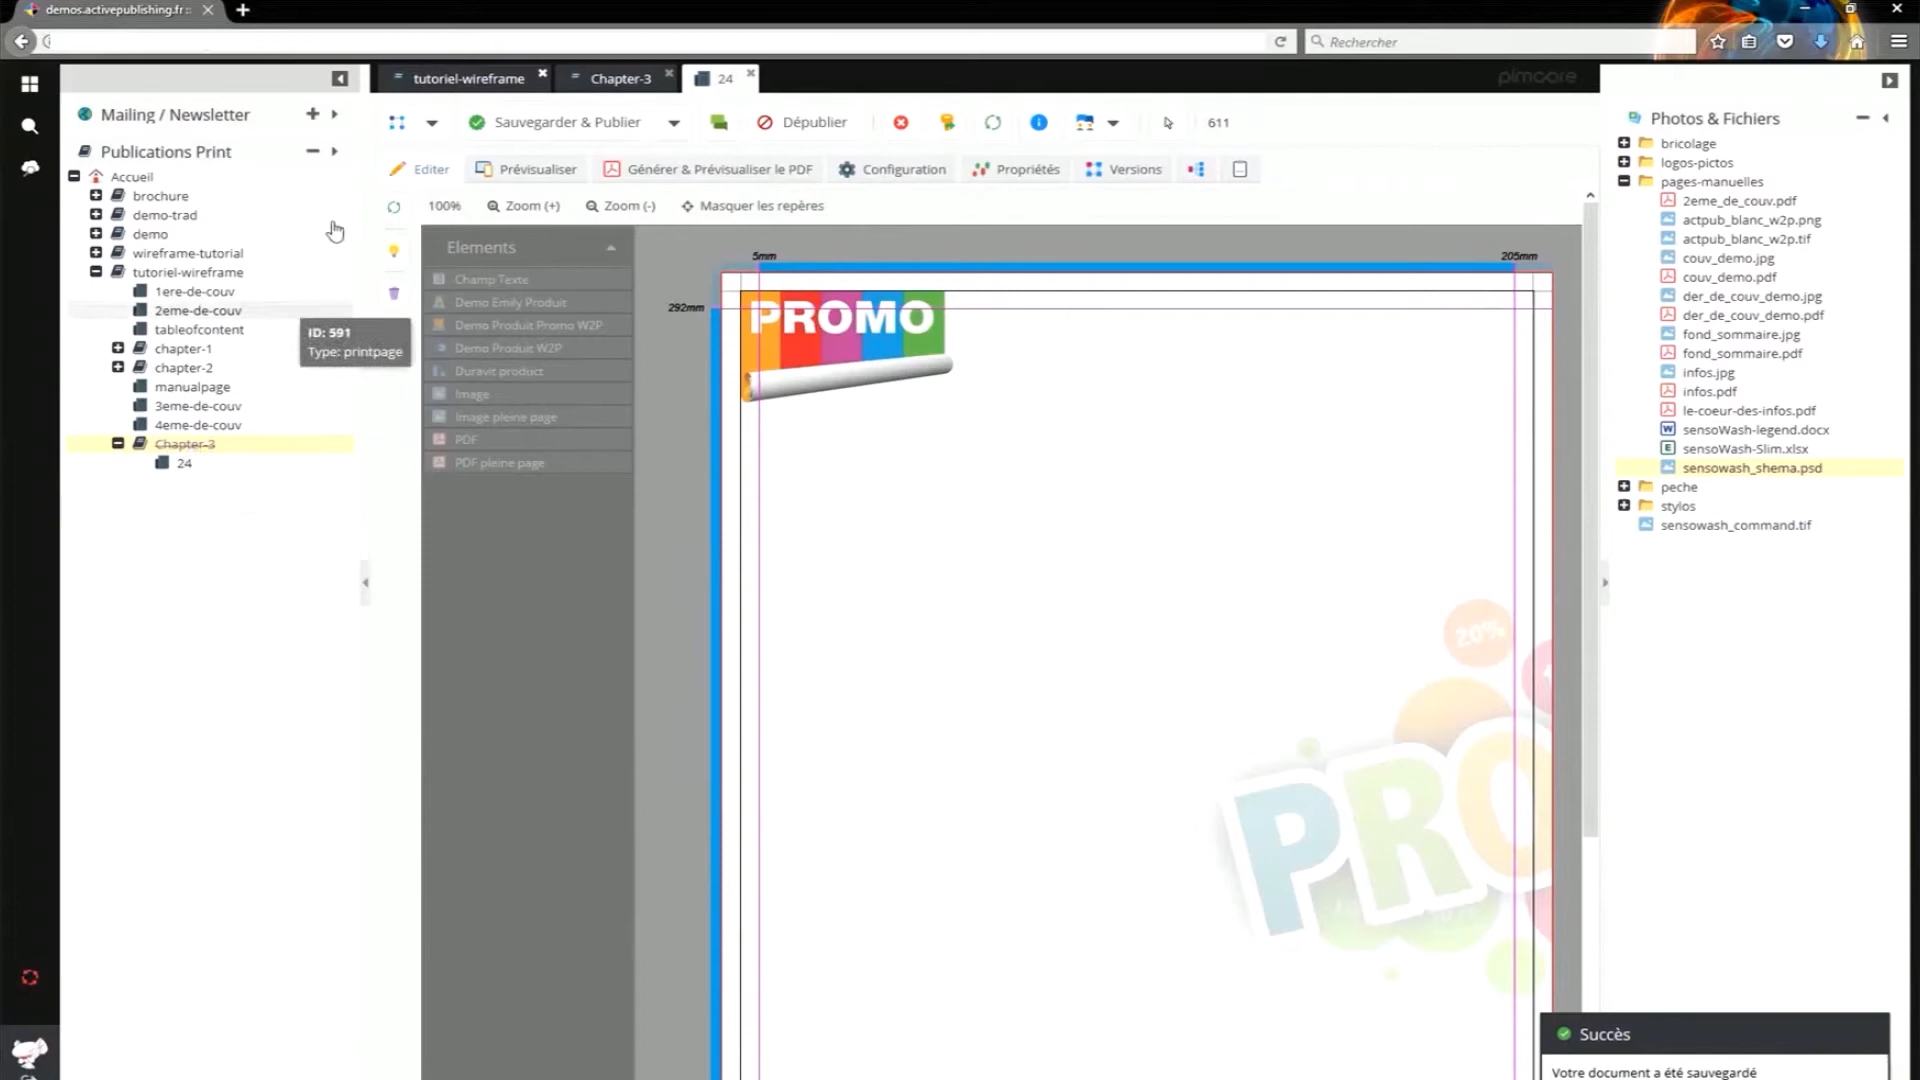 demos.activepublishing.fr ::
Rechercher
Mailing / Newsletter
Publications Print
Accueil
brochure
demo-trad
demo
wireframe-tutorial
tutoriel-wireframe
1ere-de-couv
2eme-de-couv
tableofcontent
chapter-1
chapter-2
manualpage
3eme-de-couv
4eme-de-couv
Chapter-3
24
ID: 591
Type: printpage
tutoriel-wireframe
Chapter-3
24
pimcore
Sauvegarder & Publier
Dépublier
611
Editer
Prévisualiser
Générer & Prévisualiser le PDF
Configuration
Propriétés
Versions
100%
Zoom (+)
Zoom (-)
Masquer les repères
Elements
Champ Texte
Demo Emily Produit
Demo Produit Promo W2P
Demo Produit W2P
Duravit product
Image
Image pleine page
PDF
PDF pleine page
5mm
205mm
292mm
PROMO
20%
PRO
Photos & Fichiers
bricolage
logos-pictos
pages-manuelles
2eme_de_couv.pdf
actpub_blanc_w2p.png
actpub_blanc_w2p.tif
couv_demo.jpg
couv_demo.pdf
der_de_couv_demo.jpg
der_de_couv_demo.pdf
fond_sommaire.jpg
fond_sommaire.pdf
infos.jpg
infos.pdf
le-coeur-des-infos.pdf
sensoWash-legend.docx
sensoWash-Slim.xlsx
sensowash_shema.psd
peche
stylos
sensowash_command.tif
Succès
Votre document a été sauvegardé